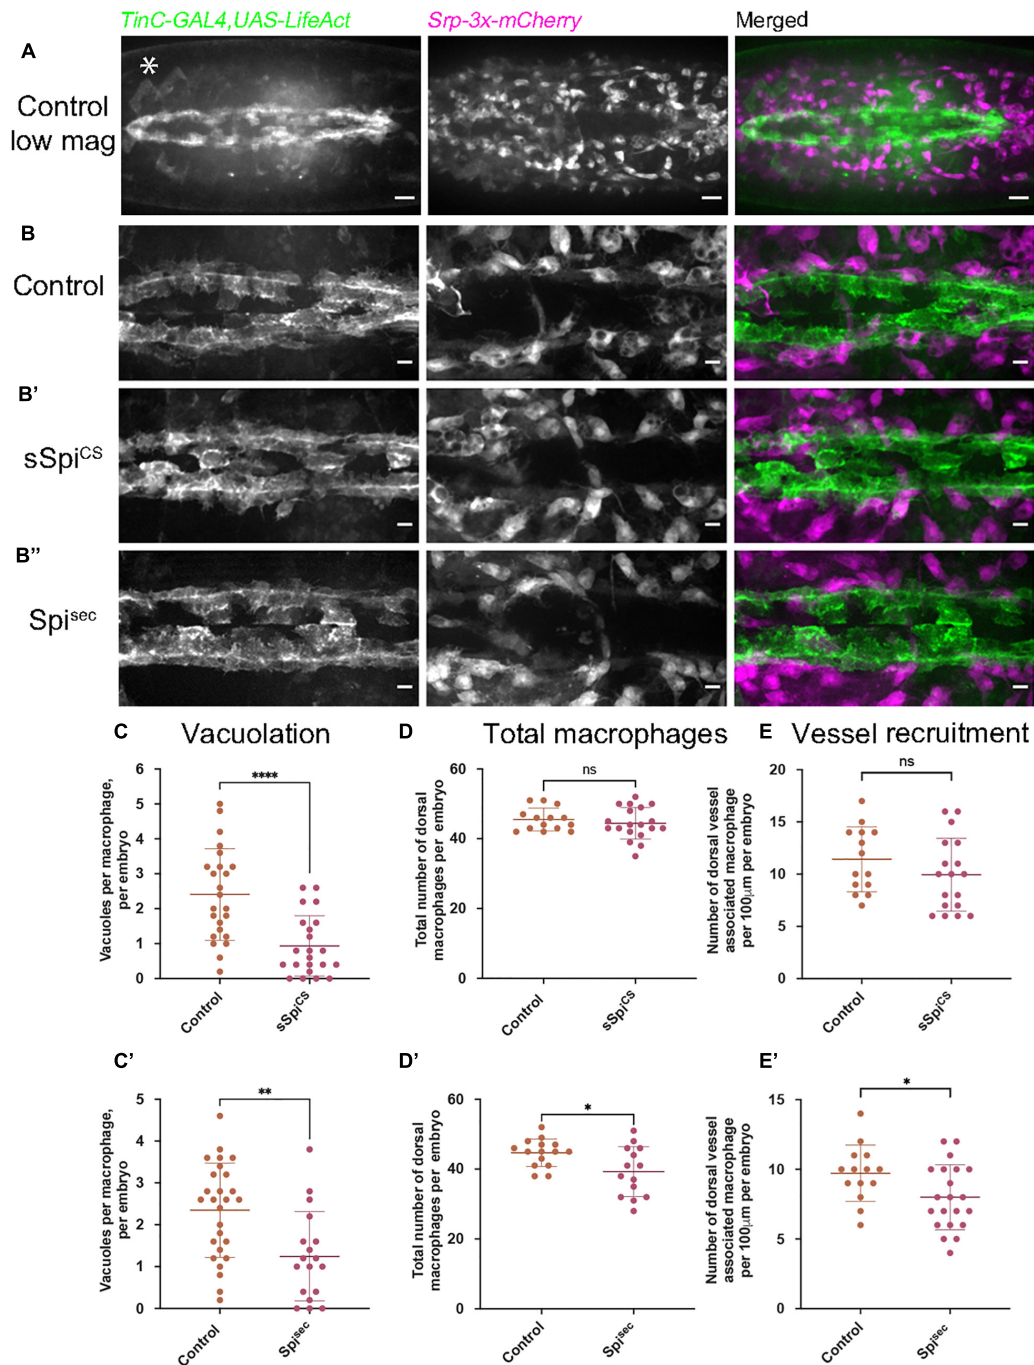 TinC-GAL4,UAS-LifeAct
Srp-3x-mCherry
Merged
A
*
Control
low mag
B
Control
B'
sSpiCS
B''
Spisec
C
Vacuolation
D
Total macrophages
E
Vessel recruitment
Vacuoles per macrophage,
per embryo
6
5
4
3
2
1
0
****
Control
sSpiCS
Total number of dorsal
macrophages per embryo
60
40
20
0
ns
Control
sSpiCS
Number of dorsal vessel
associated macrophage
per 100μm per embryo
20
15
10
5
0
ns
Control
sSpiCS
C'
D'
E'
Vacuoles per macrophage,
per embryo
5
4
3
2
1
0
**
Control
Spisec
Total number of dorsal
macrophages per embryo
60
40
20
0
*
Control
Spisec
Number of dorsal vessel
associated macrophage
per 100μm per embryo
15
10
5
0
*
Control
Spisec